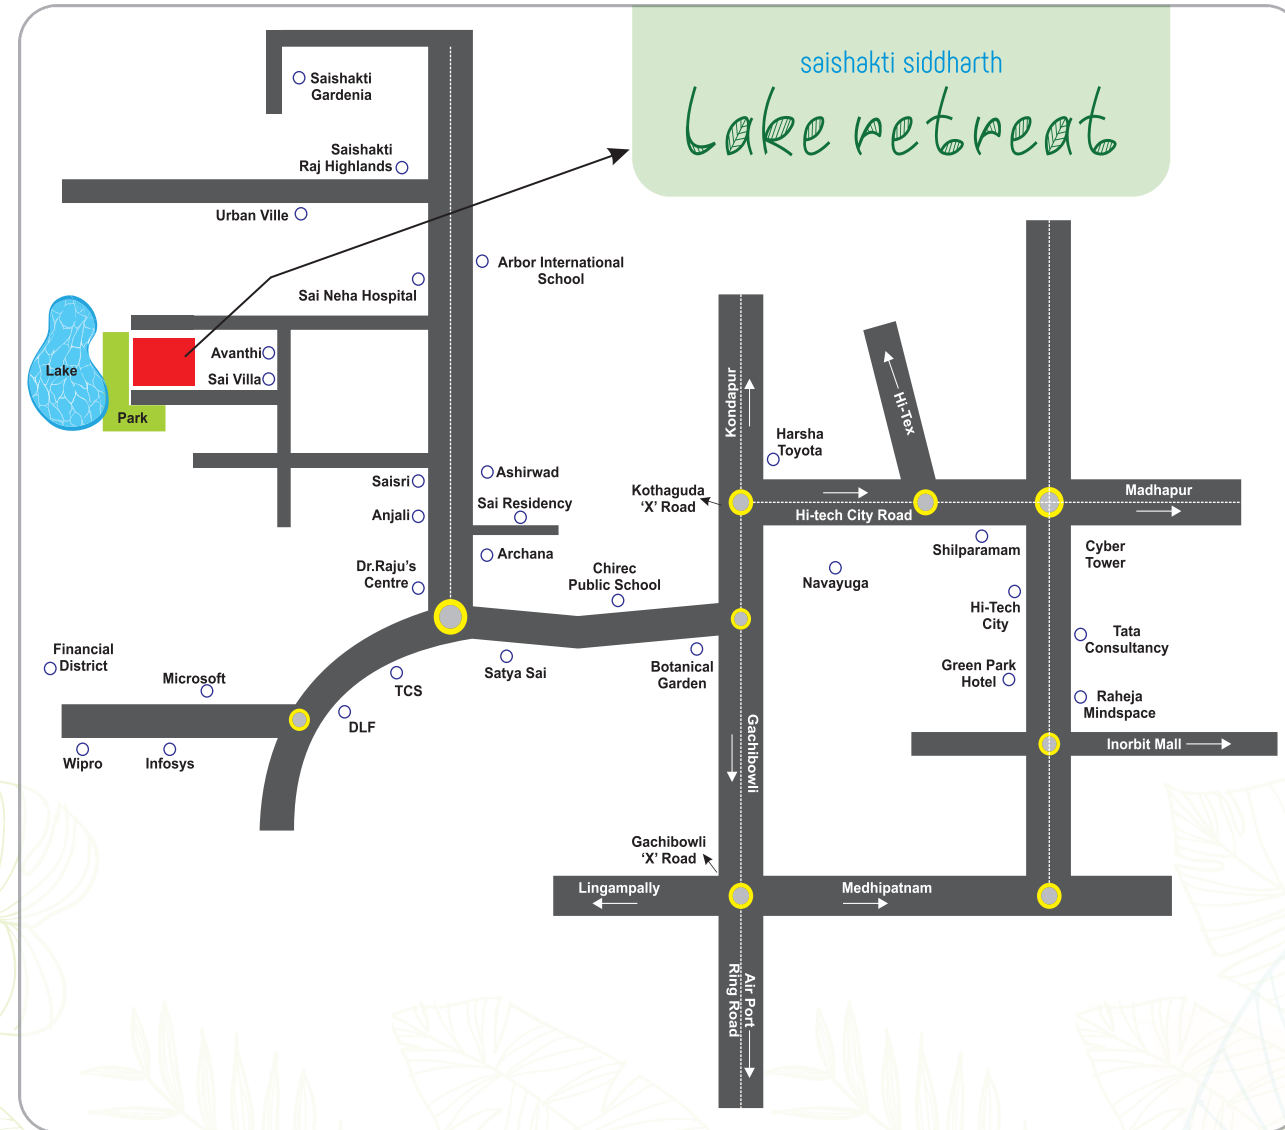 saishakti siddharth
Lake retreat
Saishakti
Gardenia
Saishakti
Raj Highlands
Urban Ville
Arbor International
School
Sai Neha Hospital
Avanthi
Sai Villa
Lake
Park
Kondapur
Hi-Tex
Harsha
Toyota
Saisri
Ashirwad
Sai Residency
Anjali
Archana
Dr.Raju's
Centre
Chirec
Public School
Kothaguda
'X' Road
Hi-tech City Road
Madhapur
Shilparamam
Cyber
Tower
Navayuga
Hi-Tech
City
Tata
Consultancy
Green Park
Hotel
Raheja
Mindspace
Inorbit Mall
Financial
District
Microsoft
Satya Sai
Botanical
Garden
TCS
DLF
Wipro
Infosys
Gachibowli
Gachibowli
'X' Road
Lingampally
Medhipatnam
Air Port
Ring Road